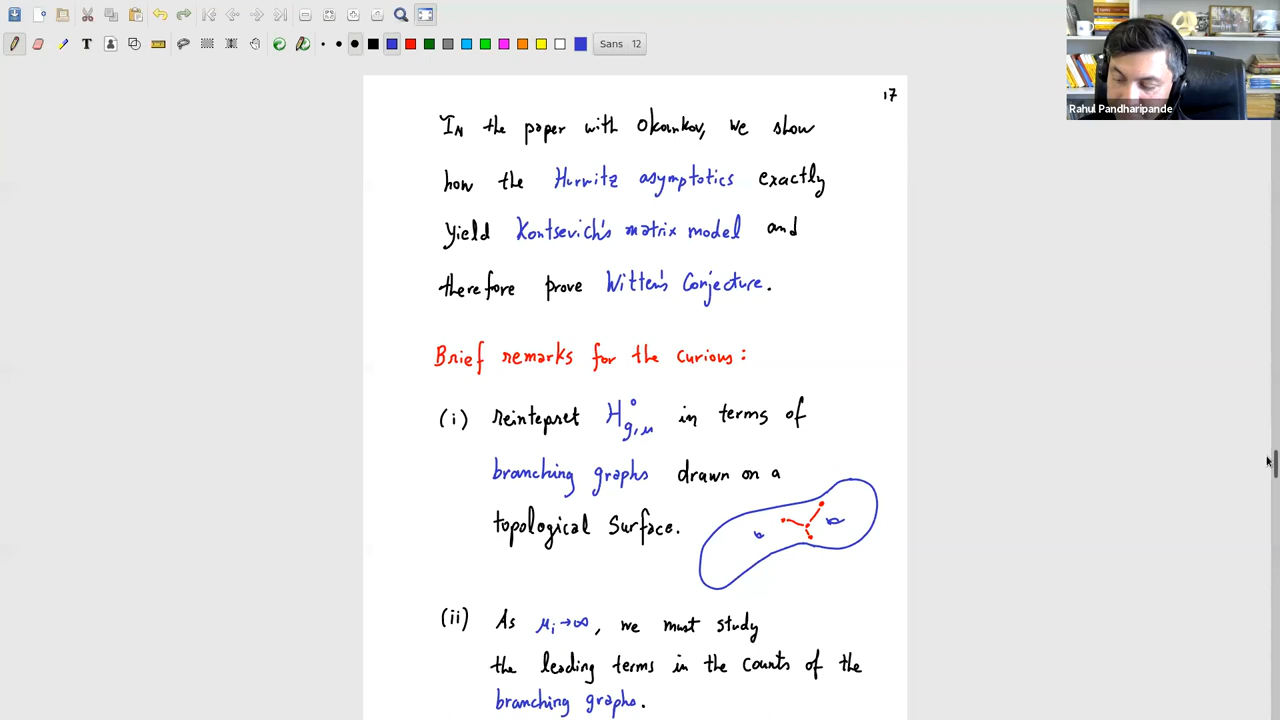 Sans 12
Rahul Pandharipande
17
In the paper with Okounkov, we show
how the Hurwitz asymptotics exactly
yield Kontsevich's matrix model and
therefore prove Witten's Conjecture.
Brief remarks for the curious:
(i) reintepret H°g,μ in terms of
branching graphs drawn on a
topological surface.
(ii) As μi→∞, we must study
the leading terms in the counts of the
branching graphs.